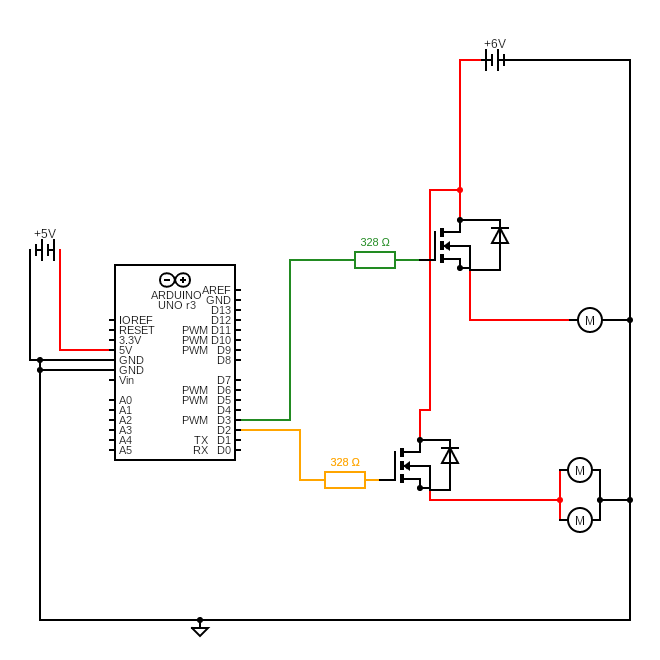 +6V
+5V
328 Ω
ARDUINO
UNO r3
AREF
GND
D13
IOREF
D12
RESET
PWM D11
3.3V
PWM D10
5V
PWM D9
GND
D8
GND
Vin
D7
PWM D6
A0
PWM D5
A1
D4
A2
PWM D3
A3
D2
A4
TX D1
A5
RX D0
M
328 Ω
M
M